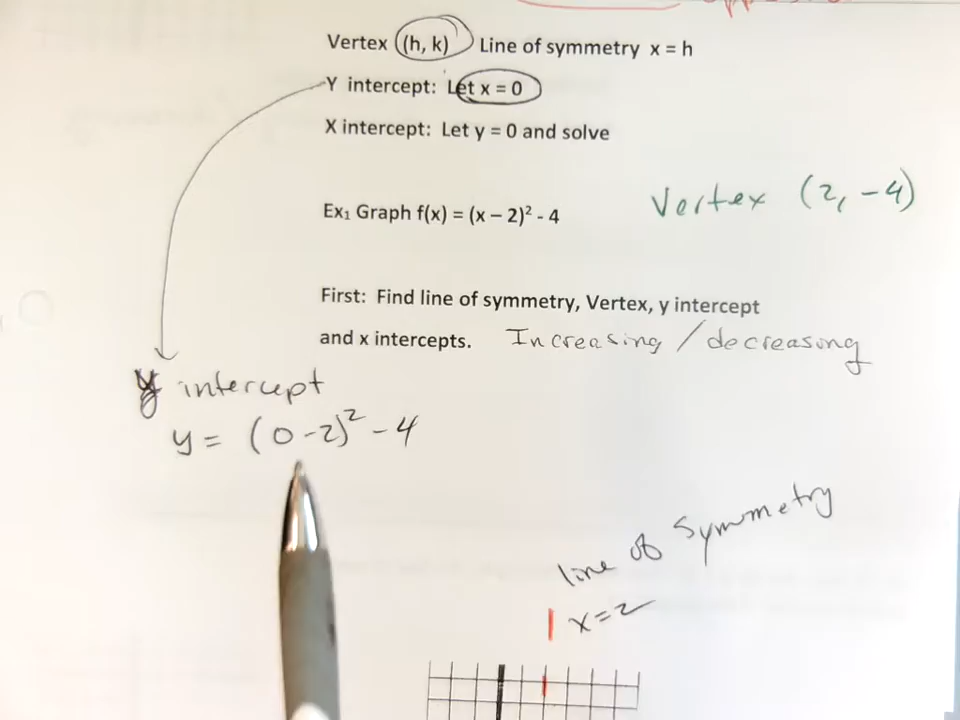 Vertex (h, k) Line of symmetry x = h
Y intercept: Let x = 0
X intercept: Let y = 0 and solve
Vertex (2, -4)
Ex₁ Graph f(x) = (x – 2)² - 4
First: Find line of symmetry, Vertex, y intercept
and x intercepts. Increasing / decreasing
y intercept
y = (0-2)² - 4
line of Symmetry
x=2